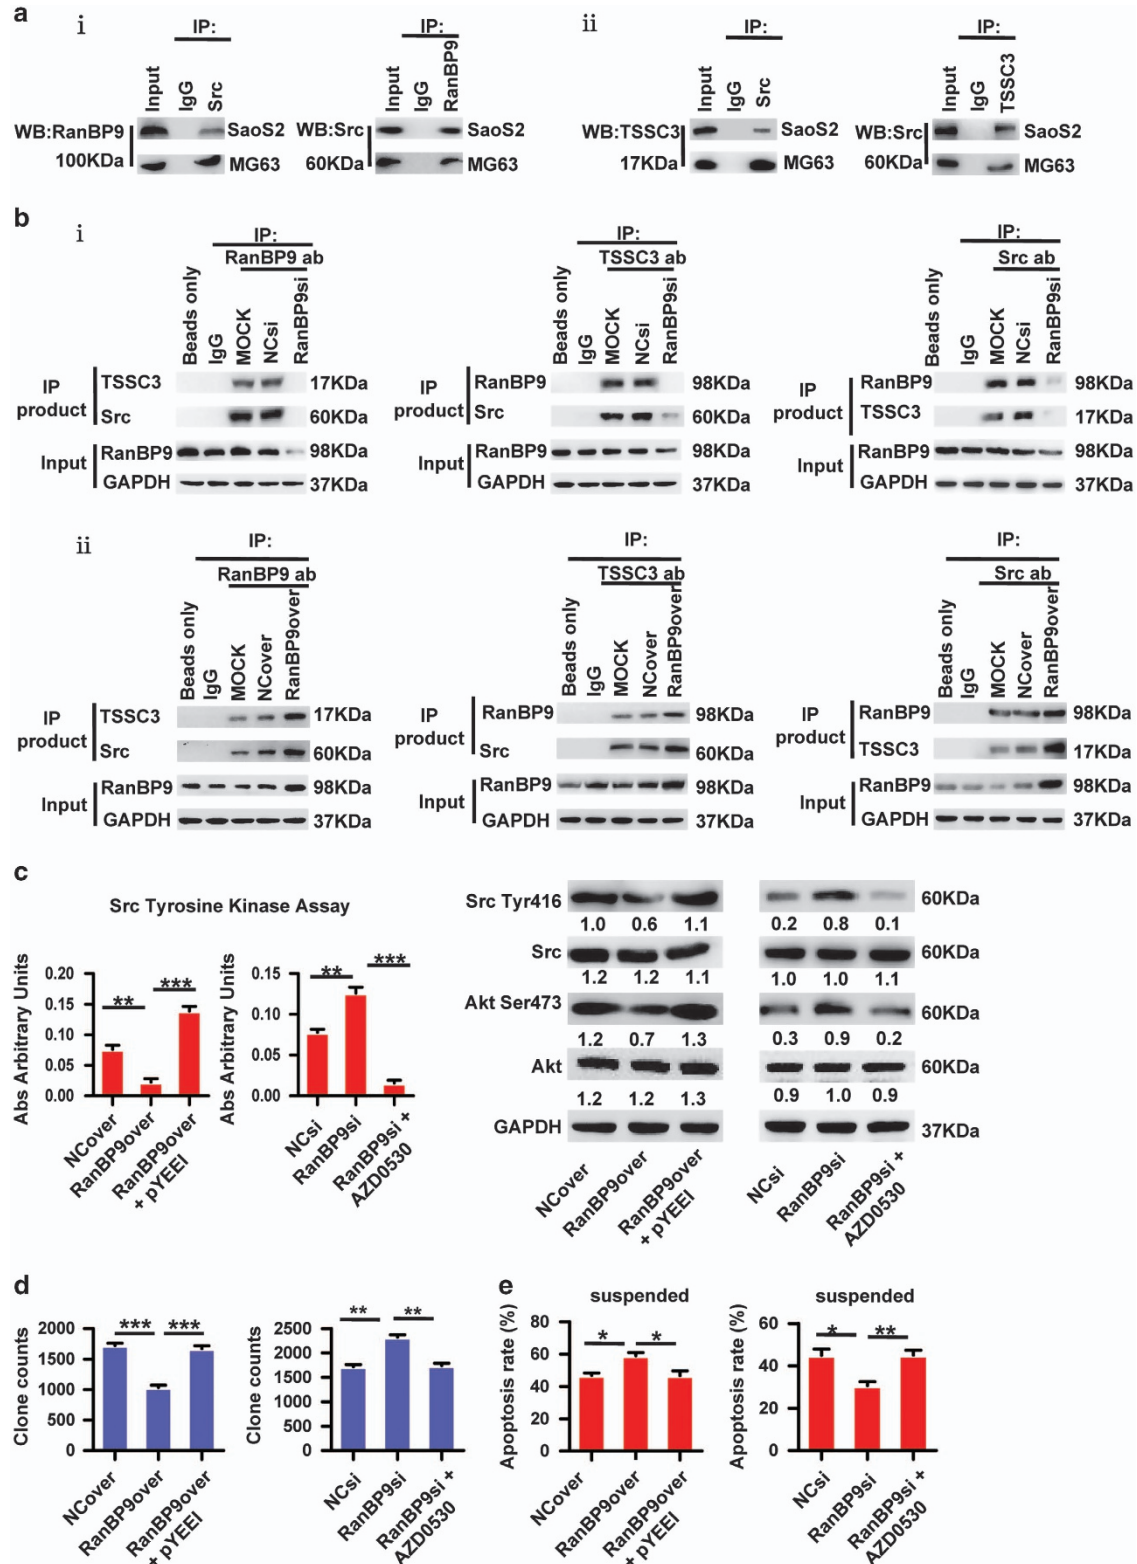 a
i
IP:
Input
IgG
Src
WB:RanBP9
SaoS2
100KDa
MG63
IP:
Input
IgG
RanBP9
WB:Src
SaoS2
60KDa
MG63
ii
IP:
Input
IgG
Src
WB:TSSC3
SaoS2
17KDa
MG63
IP:
Input
IgG
TSSC3
WB:Src
SaoS2
60KDa
MG63
b
i
IP:
RanBP9 ab
Beads only
IgG
MOCK
NCsi
RanBP9si
IP product
TSSC3 17KDa
Src 60KDa
Input
RanBP9 98KDa
GAPDH 37KDa
IP:
TSSC3 ab
Beads only
IgG
MOCK
NCsi
RanBP9si
IP product
RanBP9 98KDa
Src 60KDa
Input
RanBP9 98KDa
GAPDH 37KDa
IP:
Src ab
Beads only
IgG
MOCK
NCsi
RanBP9si
IP product
RanBP9 98KDa
TSSC3 17KDa
Input
RanBP9 98KDa
GAPDH 37KDa
ii
IP:
RanBP9 ab
Beads only
IgG
MOCK
NCover
RanBP9over
IP product
TSSC3 17KDa
Src 60KDa
Input
RanBP9 98KDa
GAPDH 37KDa
IP:
TSSC3 ab
Beads only
IgG
MOCK
NCover
RanBP9over
IP product
RanBP9 98KDa
Src 60KDa
Input
RanBP9 98KDa
GAPDH 37KDa
IP:
Src ab
Beads only
IgG
MOCK
NCover
RanBP9over
IP product
RanBP9 98KDa
TSSC3 17KDa
Input
RanBP9 98KDa
GAPDH 37KDa
c
Src Tyrosine Kinase Assay
Abs Arbitrary Units
0.20
0.15
0.10
0.05
0.00
** ***
NCover
RanBP9over
RanBP9over
+ pYEEI
Abs Arbitrary Units
0.15
0.10
0.05
0.00
** ***
NCsi
RanBP9si
RanBP9si +
AZD0530
Src Tyr416 60KDa
1.0 0.6 1.1 0.2 0.8 0.1
Src 60KDa
1.2 1.2 1.1 1.0 1.0 1.1
Akt Ser473 60KDa
1.2 0.7 1.3 0.3 0.9 0.2
Akt 60KDa
1.2 1.2 1.3 0.9 1.0 0.9
GAPDH 37KDa
NCover
RanBP9over
RanBP9over
+ pYEEI
NCsi
RanBP9si
RanBP9si +
AZD0530
d
Clone counts
2000
1500
1000
500
0
*** ***
NCover
RanBP9over
RanBP9over
+ pYEEI
Clone counts
2500
2000
1500
1000
500
0
** **
NCsi
RanBP9si
RanBP9si +
AZD0530
e
suspended
Apoptosis rate (%)
80
60
40
20
0
* *
NCover
RanBP9over
RanBP9over
+ pYEEI
suspended
Apoptosis rate (%)
60
40
20
0
* **
NCsi
RanBP9si
RanBP9si +
AZD0530